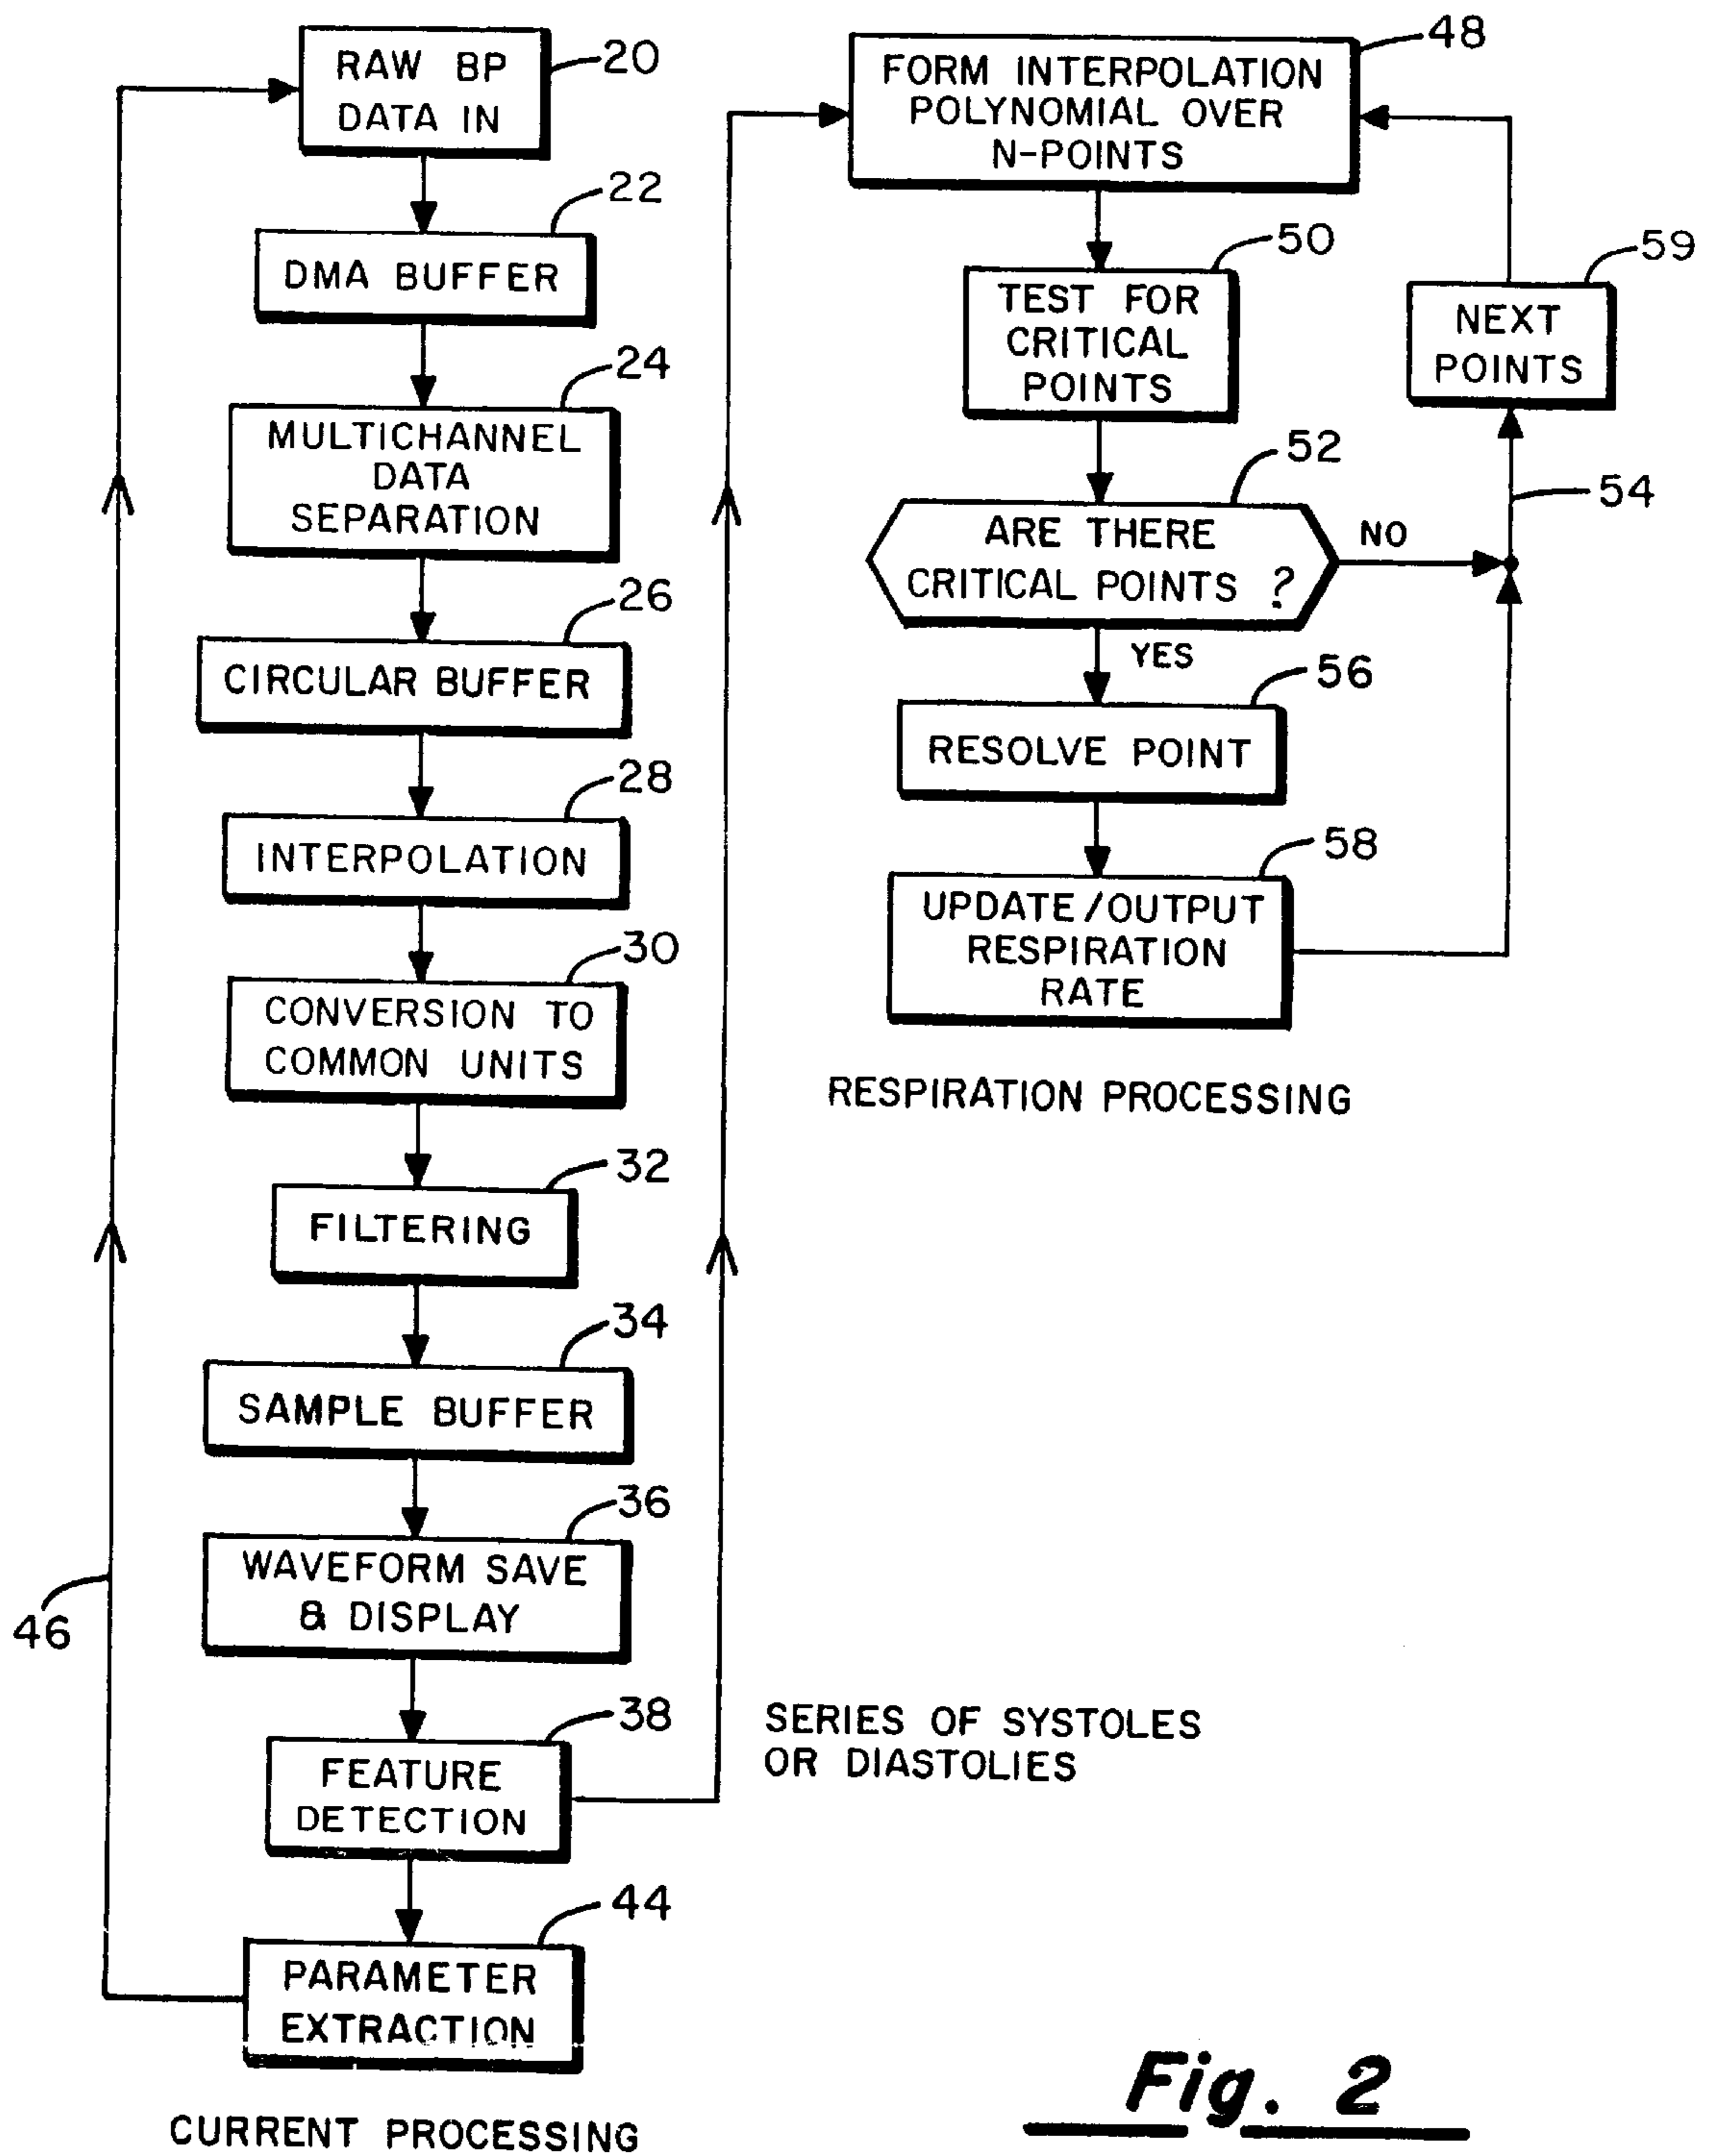 RAW BP
DATA IN
20
DMA BUFFER
22
MULTICHANNEL
DATA
SEPARATION
24
CIRCULAR BUFFER
26
INTERPOLATION
28
CONVERSION TO
COMMON UNITS
30
FILTERING
32
SAMPLE BUFFER
34
WAVEFORM SAVE
& DISPLAY
36
FEATURE
DETECTION
38
PARAMETER
EXTRACTION
44
46
CURRENT PROCESSING
SERIES OF SYSTOLES
OR DIASTOLIES
FORM INTERPOLATION
POLYNOMIAL OVER
N-POINTS
48
TEST FOR
CRITICAL
POINTS
50
ARE THERE
CRITICAL POINTS ?
52
NO
YES
54
NEXT
POINTS
59
RESOLVE POINT
56
UPDATE/OUTPUT
RESPIRATION
RATE
58
RESPIRATION PROCESSING
Fig. 2